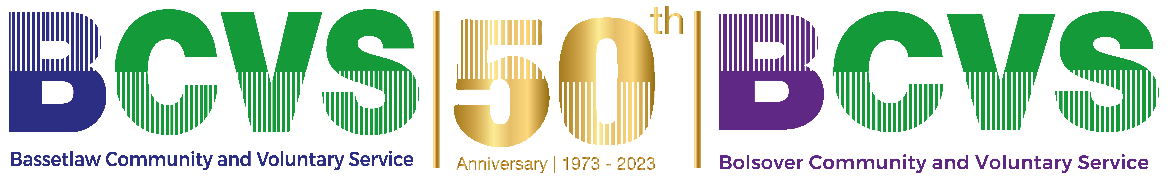 BCVS
Bassetlaw Community and Voluntary Service
50th
Anniversary | 1973 - 2023
BCVS
Bolsover Community and Voluntary Service